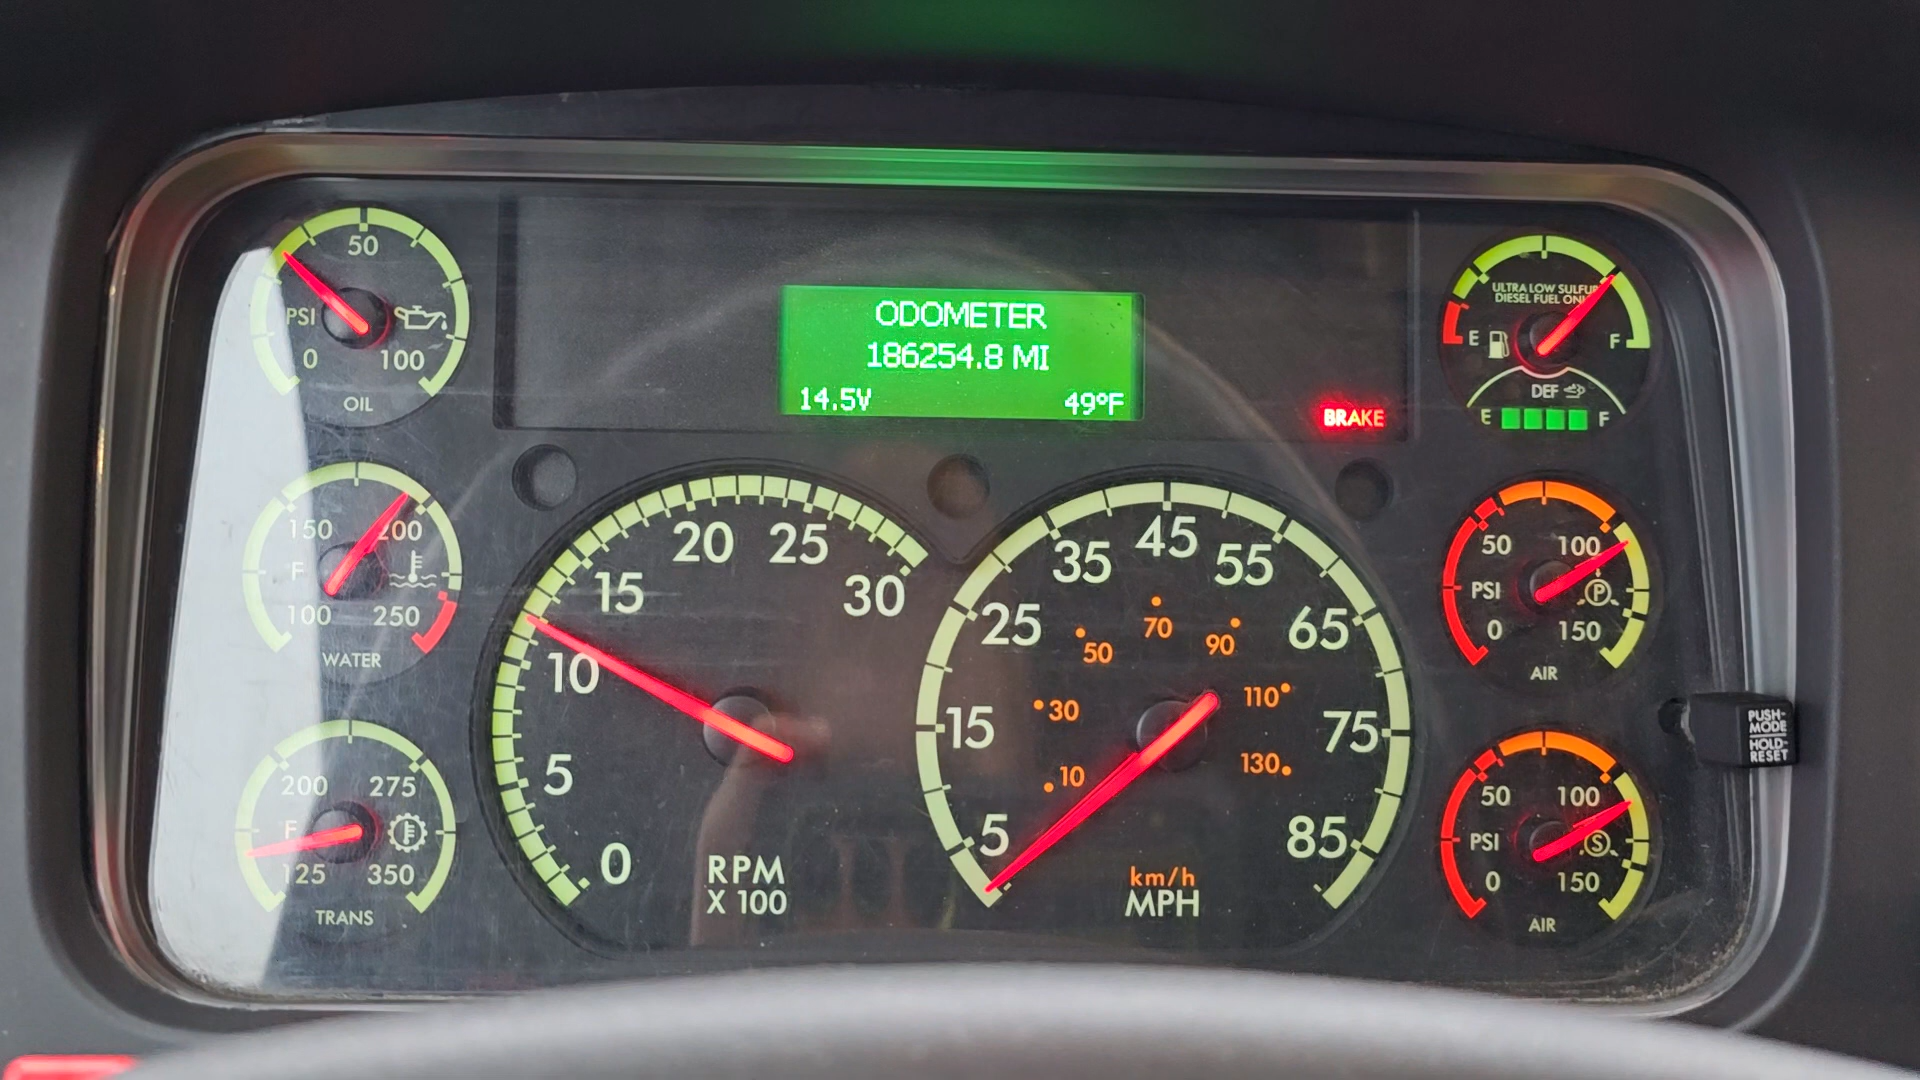 50
PSI
0 100
OIL
ODOMETER
186254.8 MI
14.5V 49°F
BRAKE
ULTRA LOW SULFUR
DIESEL FUEL ONLY
E F
DEF
E F
150 200
F
100 250
WATER
200 275
F
125 350
TRANS
0 5 10 15 20 25 30
RPM
X 100
5 15 25 35 45 55 65 75 85
10 30 50 70 90 110 130
km/h
MPH
50 100
PSI P
0 150
AIR
50 100
PSI S
0 150
AIR
PUSH-
MODE
HOLD-
RESET